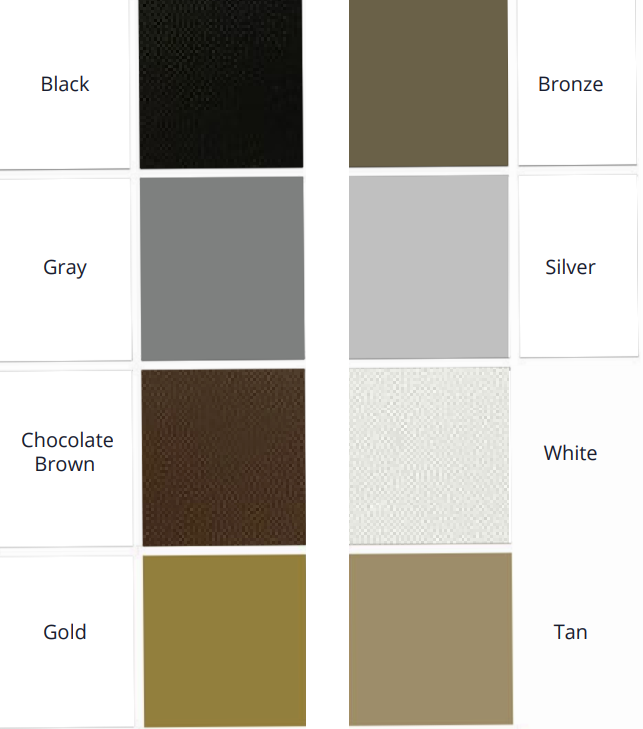 Black
Bronze
Gray
Silver
Chocolate
Brown
White
Gold
Tan